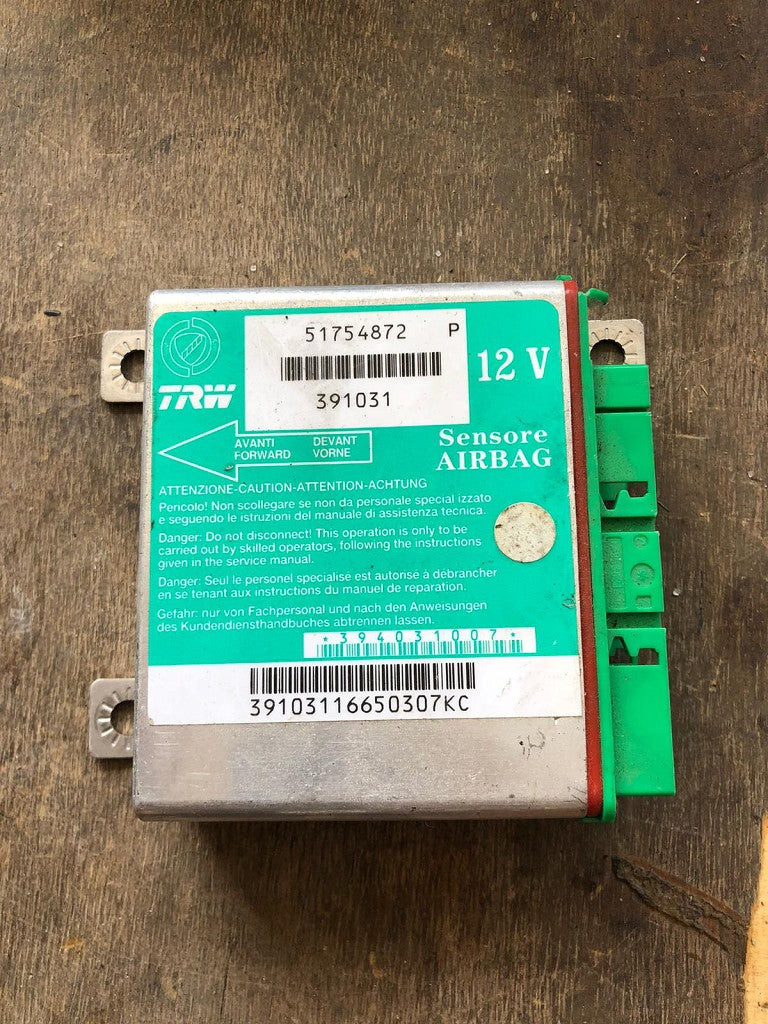 51754872 P
391031
12 V
TRW
AVANTI DEVANT
FORWARD VORNE
Sensore
AIRBAG
ATTENZIONE-CAUTION-ATTENTION-ACHTUNG
Pericolo! Non scollegare se non da personale special izzato
e seguendo le istruzioni del manuale di assistenza tecnica.
Danger: Do not disconnect! This operation is only to be
carried out by skilled operators, following the instructions
given in the service manual.
Danger: Seul le personel specialise est autorisé à débrancher
en se tenant aux instructions du manuel de reparation.
Gefahr: nur von Fachpersonal und nach den Anweisungen
des Kundendiensthandbuches abtrennen lassen.
*394031007*
39103116650307KC